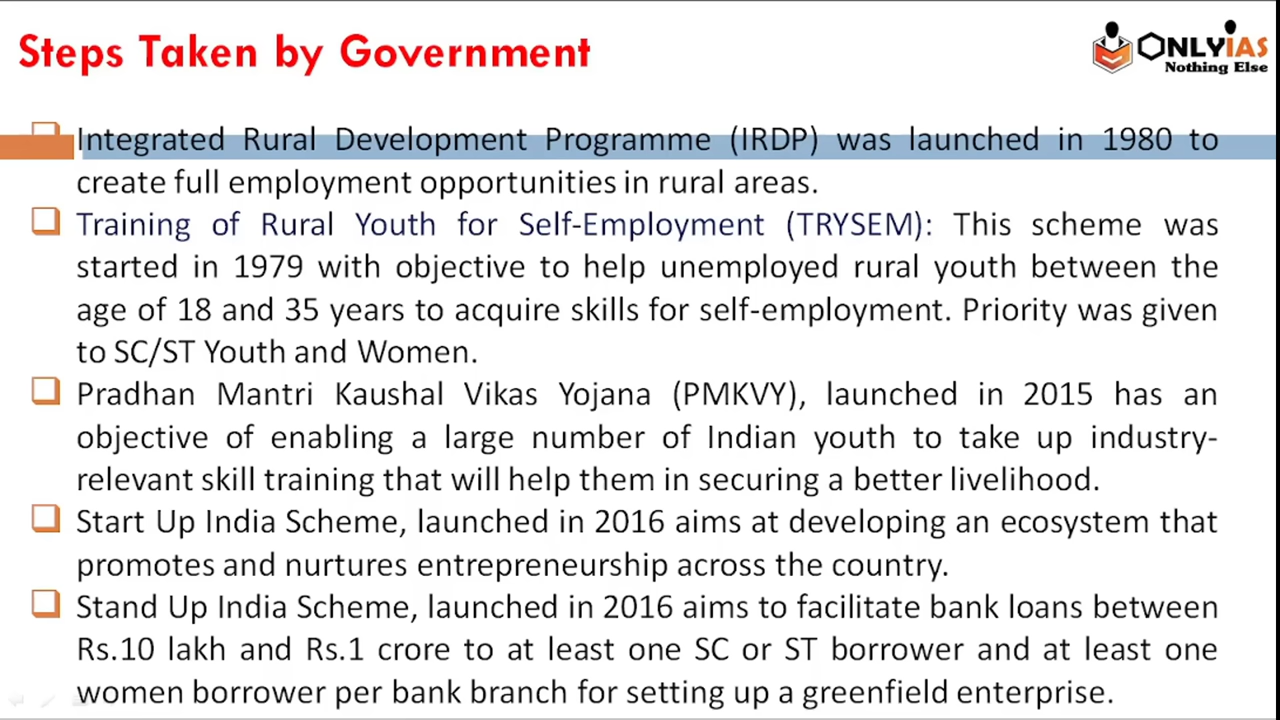 Steps Taken by Government
ONLYIAS
Nothing Else
Integrated Rural Development Programme (IRDP) was launched in 1980 to
create full employment opportunities in rural areas.
Training of Rural Youth for Self-Employment (TRYSEM): This scheme was
started in 1979 with objective to help unemployed rural youth between the
age of 18 and 35 years to acquire skills for self-employment. Priority was given
to SC/ST Youth and Women.
Pradhan Mantri Kaushal Vikas Yojana (PMKVY), launched in 2015 has an
objective of enabling a large number of Indian youth to take up industry-
relevant skill training that will help them in securing a better livelihood.
Start Up India Scheme, launched in 2016 aims at developing an ecosystem that
promotes and nurtures entrepreneurship across the country.
Stand Up India Scheme, launched in 2016 aims to facilitate bank loans between
Rs.10 lakh and Rs.1 crore to at least one SC or ST borrower and at least one
women borrower per bank branch for setting up a greenfield enterprise.